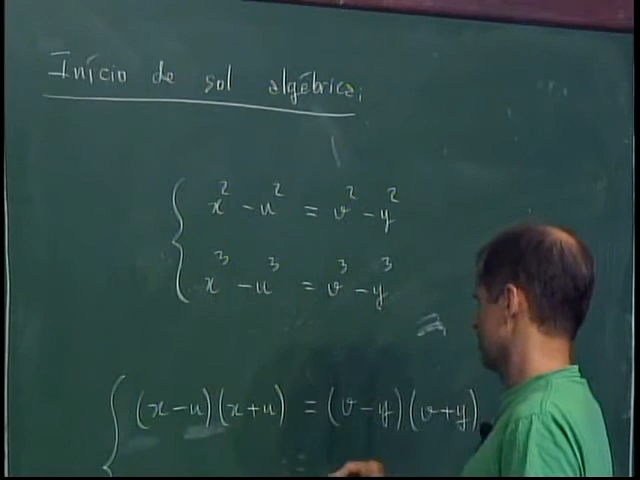 Início de sol algébrica
x² - u² = v² - y²
x³ - u³ = v³ - y³
(x-u)(x+u) = (v-y)(v+y)